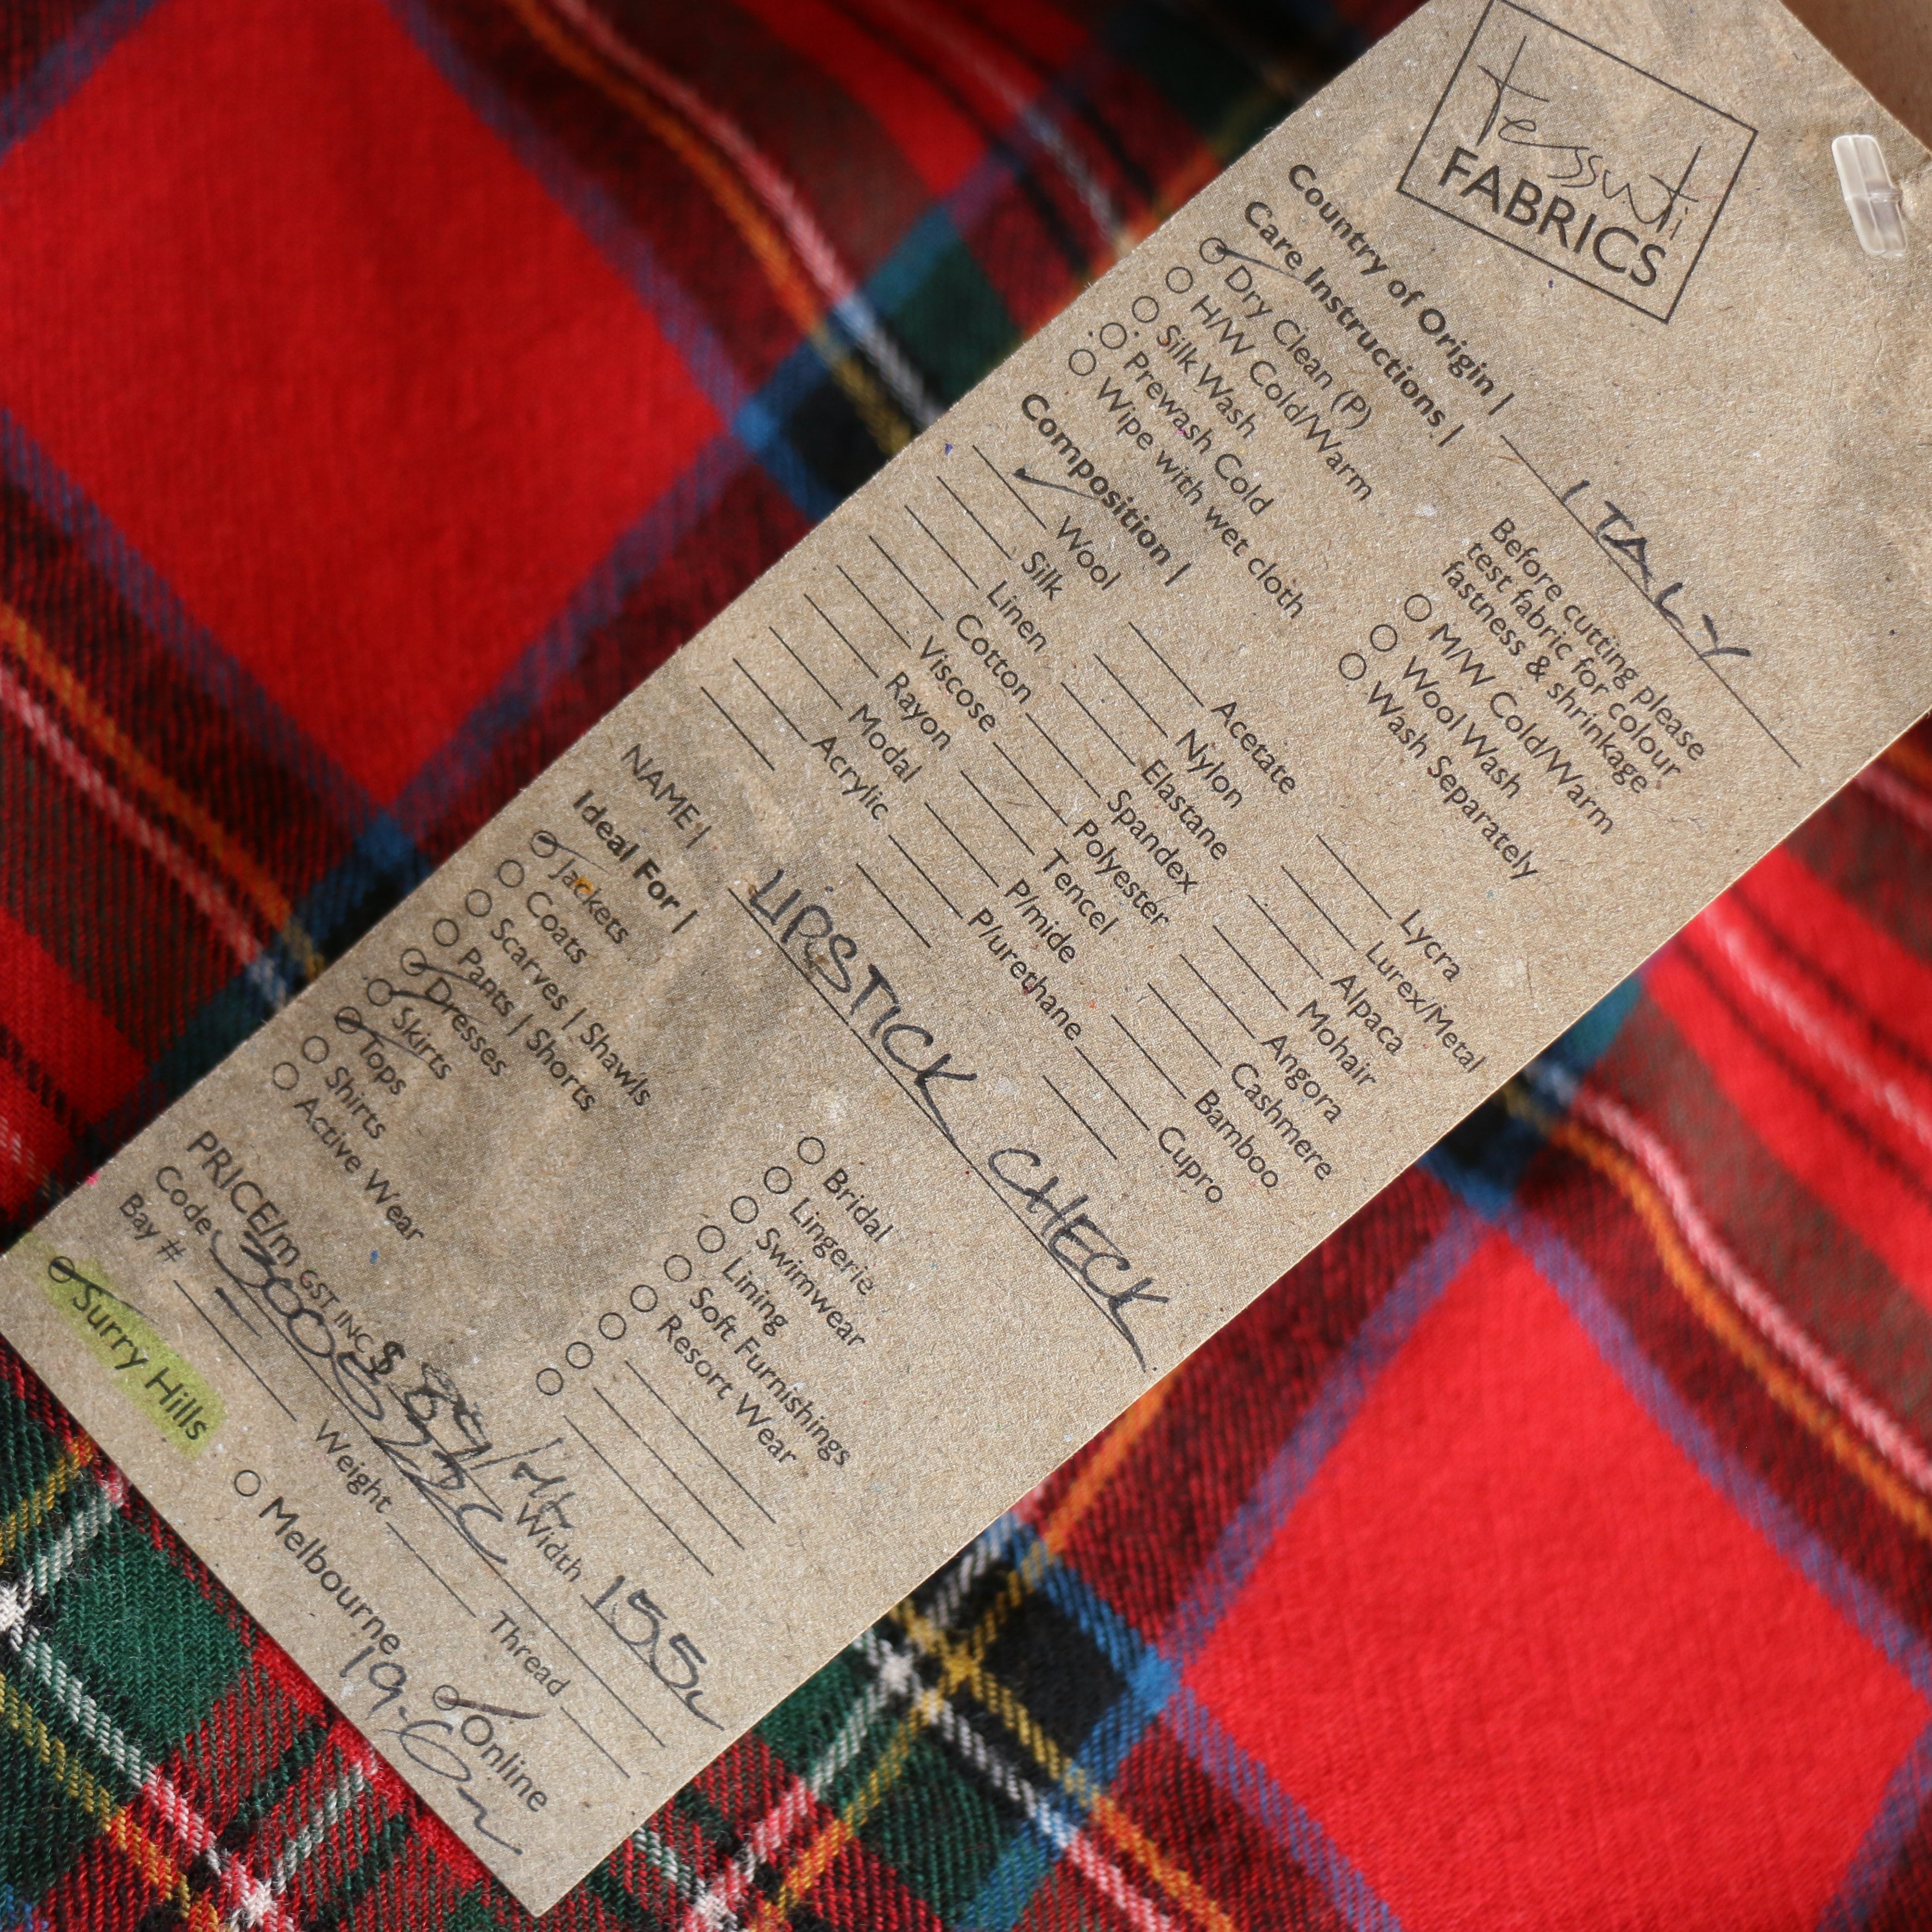 tessuti
FABRICS
Country of Origin | ITALY
Care Instructions |
Before cutting please
test fabric for colour
fastness & shrinkage
Dry Clean (P)
H/W Cold/Warm
Silk Wash
Prewash Cold
Wipe with wet cloth
M/W Cold/Warm
Wool Wash
Wash Separately
Composition |
Wool
Silk
Linen
Cotton
Viscose
Rayon
Modal
Acrylic
Acetate
Nylon
Elastane
Spandex
Polyester
Tencel
P/mide
P/urethane
Lycra
Lurex/Metal
Alpaca
Mohair
Angora
Cashmere
Bamboo
Cupro
NAME | LIPSTICK CHECK
Ideal For |
Jackets
Coats
Scarves | Shawls
Pants | Shorts
Dresses
Skirts
Tops
Shirts
Active Wear
Bridal
Lingerie
Swimwear
Lining
Soft Furnishings
Resort Wear
PRICE/m GST INC $
Code
Width 155
Bay # Weight Thread
Surry Hills Melbourne Online